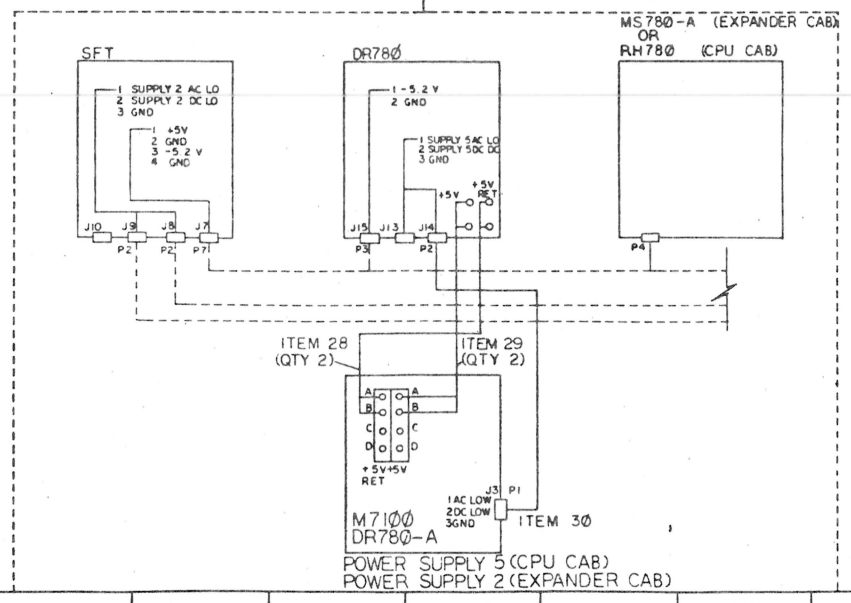 MS780-A (EXPANDER CAB)
OR
RH780 (CPU CAB)
SFT
DR780
1 SUPPLY 2 AC LO
2 SUPPLY 2 DC LO
3 GND
1 +5V
2 GND
3 -5.2 V
4 GND
1 -5.2 V
2 GND
1 SUPPLY 5 AC LO
2 SUPPLY 5 DC DC
3 GND
+5V
+5V
RET
J10
J9
J8
J7
P2
P2
P7
J15
J13
J14
P3
P2
P4
ITEM 28
(QTY 2)
ITEM 29
(QTY 2)
A A
B B
C C
D D
+5V+5V
RET
J3 P1
1 AC LOW
2 DC LOW
3 GND
ITEM 30
M7100
DR780-A
POWER SUPPLY 5 (CPU CAB)
POWER SUPPLY 2 (EXPANDER CAB)